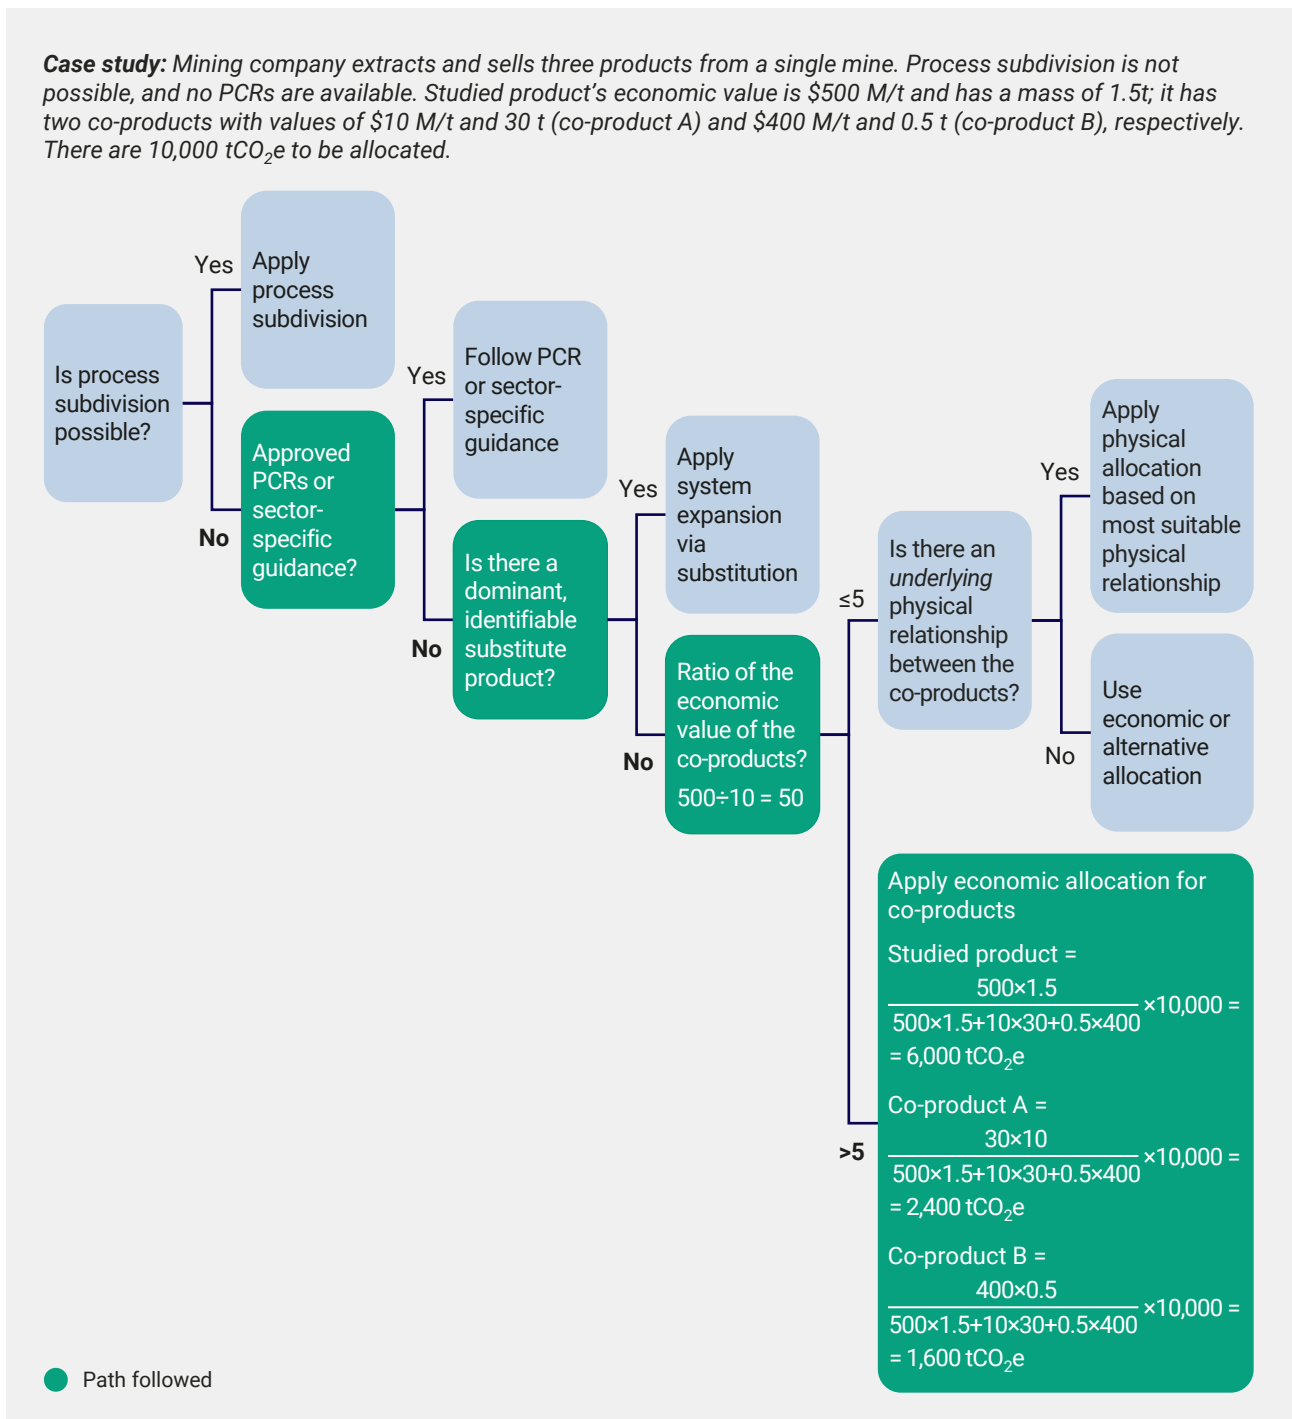 Case study: Mining company extracts and sells three products from a single mine. Process subdivision is not
possible, and no PCRs are available. Studied product’s economic value is $500 M/t and has a mass of 1.5t; it has
two co-products with values of $10 M/t and 30 t (co-product A) and $400 M/t and 0.5 t (co-product B), respectively.
There are 10,000 tCO₂e to be allocated.
Is process
subdivision
possible?
Yes
Apply
process
subdivision
No
Approved
PCRs or
sector-
specific
guidance?
Yes
Follow PCR
or sector-
specific
guidance
No
Is there a
dominant,
identifiable
substitute
product?
Yes
Apply
system
expansion
via
substitution
No
Ratio of the
economic
value of the
co-products?
500÷10 = 50
≤5
Is there an
underlying
physical
relationship
between the
co-products?
Yes
Apply
physical
allocation
based on
most suitable
physical
relationship
No
Use
economic or
alternative
allocation
>5
Apply economic allocation for
co-products
Studied product =
500×1.5
500×1.5+10×30+0.5×400
×10,000 =
= 6,000 tCO₂e
Co-product A =
30×10
500×1.5+10×30+0.5×400
×10,000 =
= 2,400 tCO₂e
Co-product B =
400×0.5
500×1.5+10×30+0.5×400
×10,000 =
= 1,600 tCO₂e
Path followed